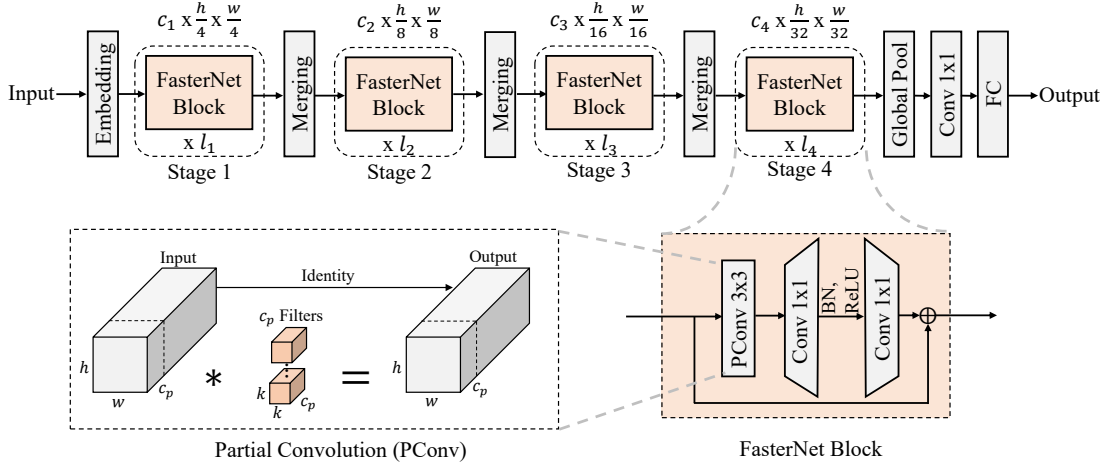 c₁ x h/4 x w/4
c₂ x h/8 x w/8
c₃ x h/16 x w/16
c₄ x h/32 x w/32
Input
Embedding
FasterNet
Block
x l₁
Stage 1
Merging
FasterNet
Block
x l₂
Stage 2
Merging
FasterNet
Block
x l₃
Stage 3
Merging
FasterNet
Block
x l₄
Stage 4
Global Pool
Conv 1x1
FC
Output
Input
Identity
Output
cₚ Filters
h
w
cₚ
*
k
k
cₚ
=
h
w
cₚ
Partial Convolution (PConv)
PConv 3x3
Conv 1x1
BN,
ReLU
Conv 1x1
FasterNet Block